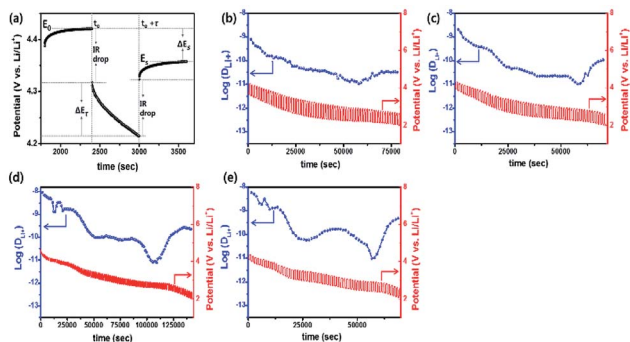 (a)
E0
t0
t0 + τ
IR
drop
ΔEs
Es
ΔEτ
IR
drop
4.4
4.3
4.2
Potential (V vs. Li/Li+)
2000 2500 3000 3500
time (sec)
(b)
-8
-9
-10
-11
-12
-13
Log (DLi+)
8
6
4
2
Potential (V vs. Li/Li+)
0 25000 50000 75000
time (sec)
(c)
-8
-9
-10
-11
-12
-13
Log (DLi+)
8
6
4
2
Potential (V vs. Li/Li+)
0 25000 50000
time (sec)
(d)
-8
-9
-10
-11
-12
-13
Log (DLi+)
8
6
4
2
Potential (V vs. Li/Li+)
0 25000 50000 75000 100000 125000
time (sec)
(e)
-8
-9
-10
-11
-12
-13
Log (DLi+)
8
6
4
2
Potential (V vs. Li/Li+)
0 25000 50000
time (sec)